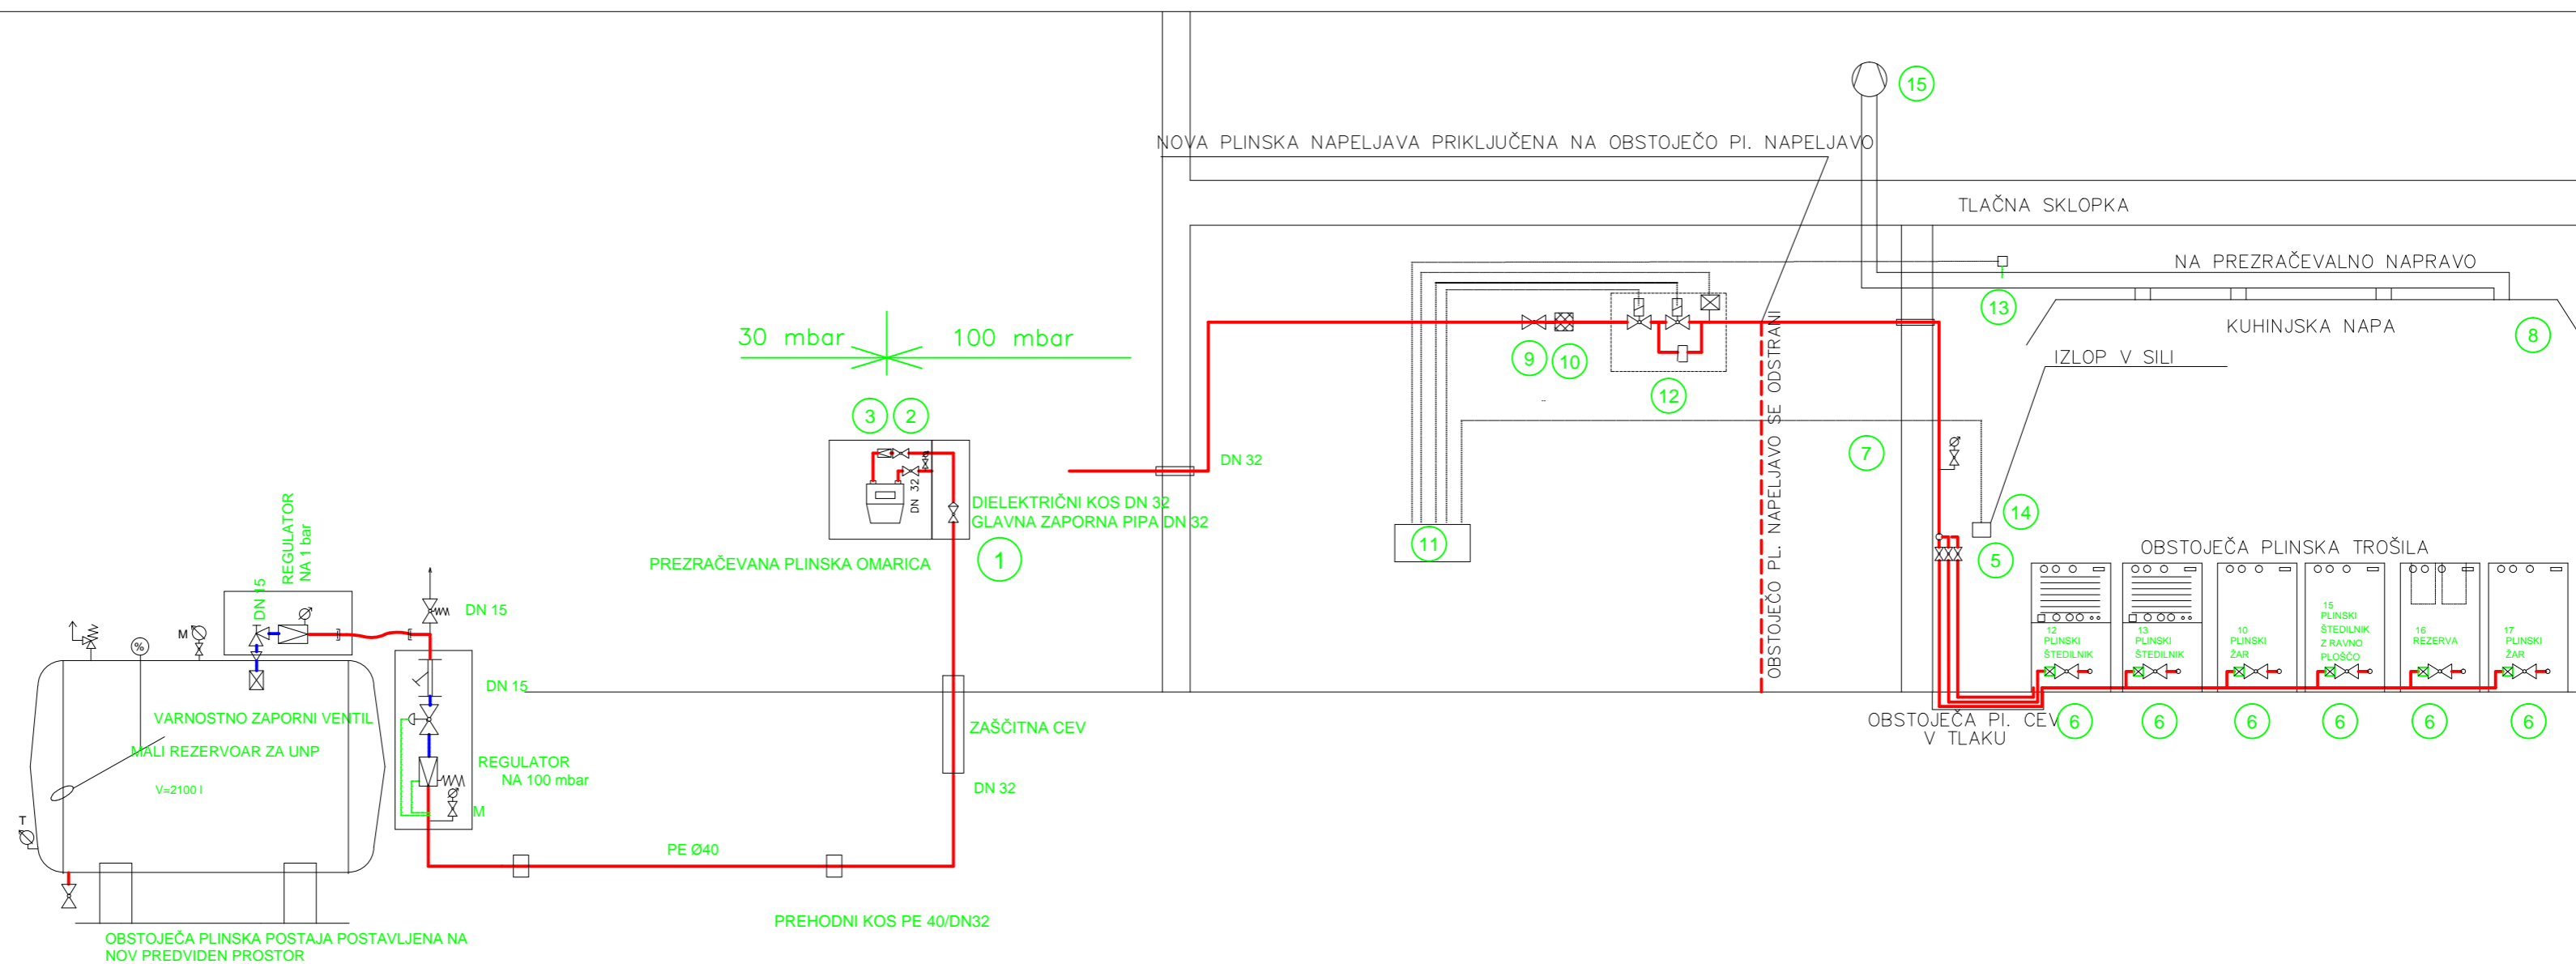 15
NOVA PLINSKA NAPELJAVA PRIKLJUČENA NA OBSTOJEČO Pl. NAPELJAVO
TLAČNA SKLOPKA
NA PREZRAČEVALNO NAPRAVO
13
KUHINJSKA NAPA
8
IZLOP V SILI
30 mbar
100 mbar
9
10
12
3
2
DN 32
DN 32
7
OBSTOJEČO PL. NAPELJAVO SE ODSTRANI
DIELEKTRIČNI KOS DN 32
GLAVNA ZAPORNA PIPA DN 32
1
PREZRAČEVANA PLINSKA OMARICA
11
14
5
OBSTOJEČA PLINSKA TROŠILA
REGULATOR
NA 1 bar
DN 15
DN 15
M
%
12
PLINSKI
ŠTEDILNIK
13
PLINSKI
ŠTEDILNIK
10
PLINSKI
ŽAR
15
PLINSKI
ŠTEDILNIK
Z RAVNO
PLOŠČO
16
REZERVA
17
PLINSKI
ŽAR
DN 15
VARNOSTNO ZAPORNI VENTIL
MALI REZERVOAR ZA UNP
V=2100 l
T
REGULATOR
NA 100 mbar
M
ZAŠČITNA CEV
DN 32
OBSTOJEČA Pl. CEV
V TLAKU
6
6
6
6
6
6
PE Ø40
PREHODNI KOS PE 40/DN32
OBSTOJEČA PLINSKA POSTAJA POSTAVLJENA NA
NOV PREDVIDEN PROSTOR